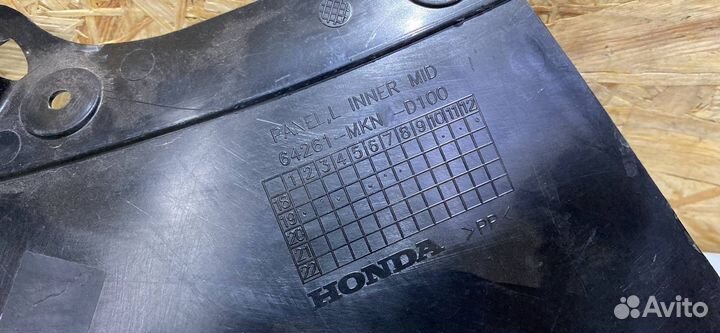 PANEL,L INNER MID
64261-MKN -D100
1 2 3 4 5 6 7 8 9 10 11 12
18
19
20
21
22
HONDA
>PP<
Avito